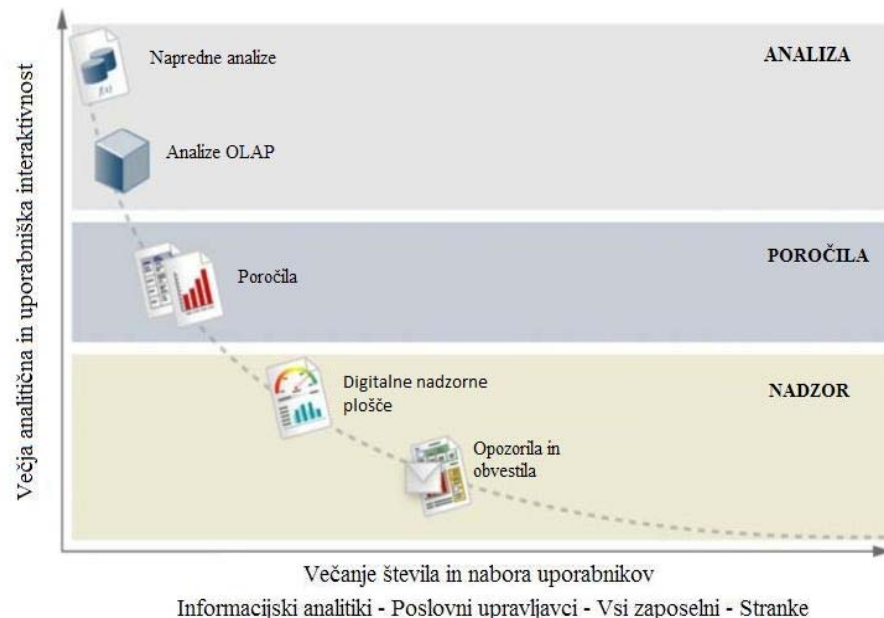 Večja analitična in uporabniška interaktivnost
Napredne analize
ANALIZA
f(x)
Analize OLAP
POROČILA
Poročila
Digitalne nadzorne
plošče
NADZOR
Opozorila in
obvestila
Večanje števila in nabora uporabnikov
Informacijski analitiki - Poslovni upravljavci - Vsi zaposelni - Stranke